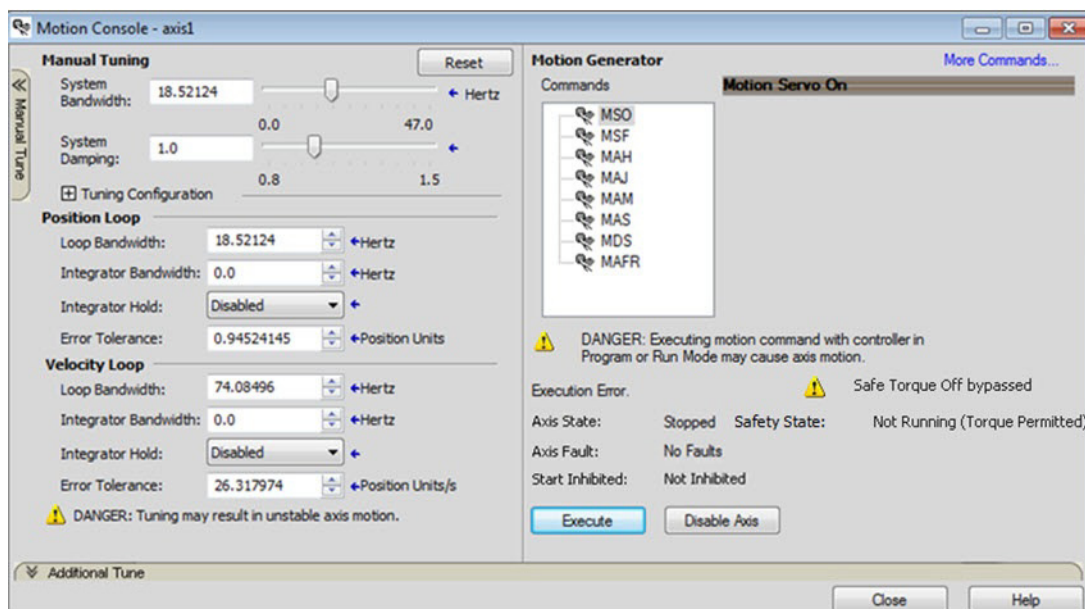 Motion Console - axis1
Manual Tune
Manual Tuning
Reset
System Bandwidth: 18.52124 Hertz
0.0 47.0
System Damping: 1.0
0.8 1.5
Tuning Configuration
Position Loop
Loop Bandwidth: 18.52124 Hertz
Integrator Bandwidth: 0.0 Hertz
Integrator Hold: Disabled
Error Tolerance: 0.94524145 Position Units
Velocity Loop
Loop Bandwidth: 74.08496 Hertz
Integrator Bandwidth: 0.0 Hertz
Integrator Hold: Disabled
Error Tolerance: 26.317974 Position Units/s
DANGER: Tuning may result in unstable axis motion.
Motion Generator
More Commands...
Commands
Motion Servo On
MSO
MSF
MAH
MAJ
MAM
MAS
MDS
MAFR
DANGER: Executing motion command with controller in
Program or Run Mode may cause axis motion.
Execution Error.
Safe Torque Off bypassed
Axis State: Stopped Safety State: Not Running (Torque Permitted)
Axis Fault: No Faults
Start Inhibited: Not Inhibited
Execute
Disable Axis
Additional Tune
Close
Help